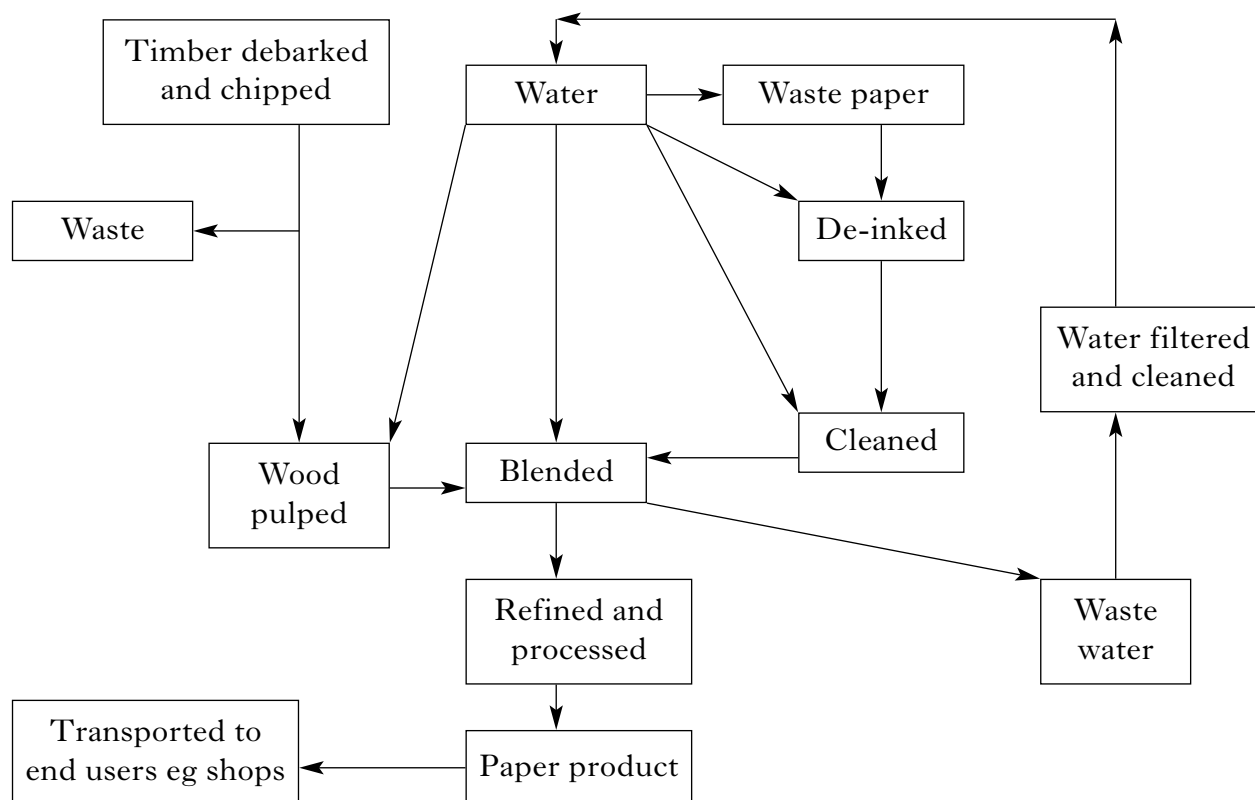 Timber debarked
and chipped
Water
Waste paper
Waste
De-inked
Water filtered
and cleaned
Cleaned
Wood
pulped
Blended
Refined and
processed
Waste
water
Transported to
end users eg shops
Paper product